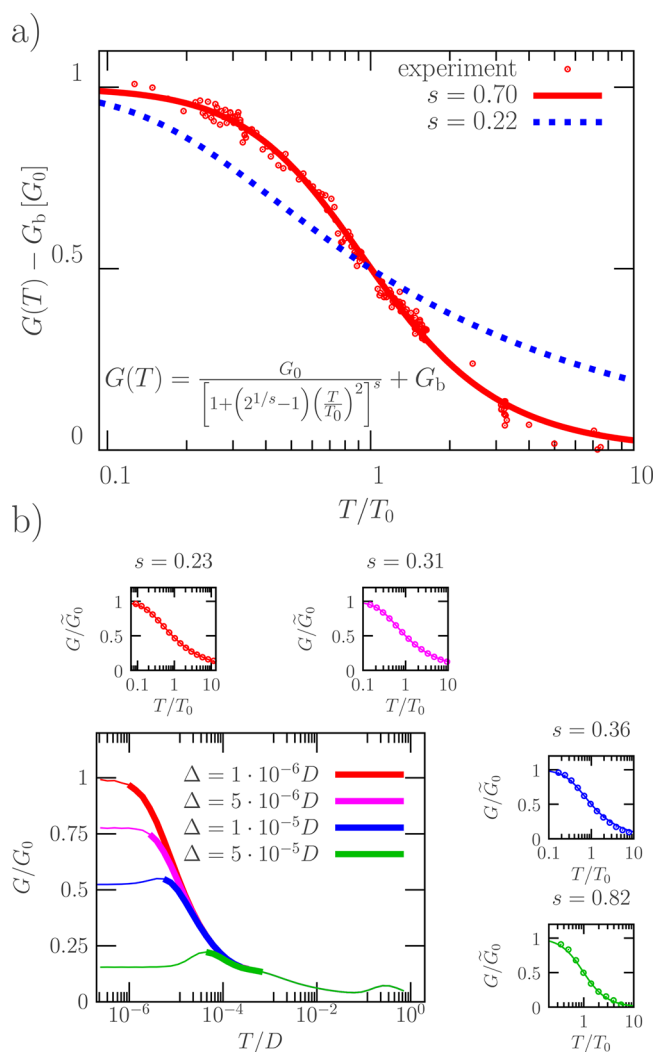 a)
1
0.5
0
G(T) − G_b [G_0]
experiment
s = 0.70
s = 0.22
G(T) = G_0 / [1+(2^{1/s}−1)(T/T_0)^2]^s + G_b
0.1 1 10
T/T_0
b)
s = 0.23
1
0.5
0
G/G̃_0
0.1 1 10
T/T_0
s = 0.31
1
0.5
0
G/G̃_0
0.1 1 10
T/T_0
1
0.75
0.5
0.25
0
G/G_0
Δ = 1 · 10^{−6}D
Δ = 5 · 10^{−6}D
Δ = 1 · 10^{−5}D
Δ = 5 · 10^{−5}D
10^{−6} 10^{−4} 10^{−2} 10^0
T/D
s = 0.36
1
0.5
0
G/G̃_0
0.1 1 10
T/T_0
s = 0.82
1
0.5
0
G/G̃_0
1 10
T/T_0